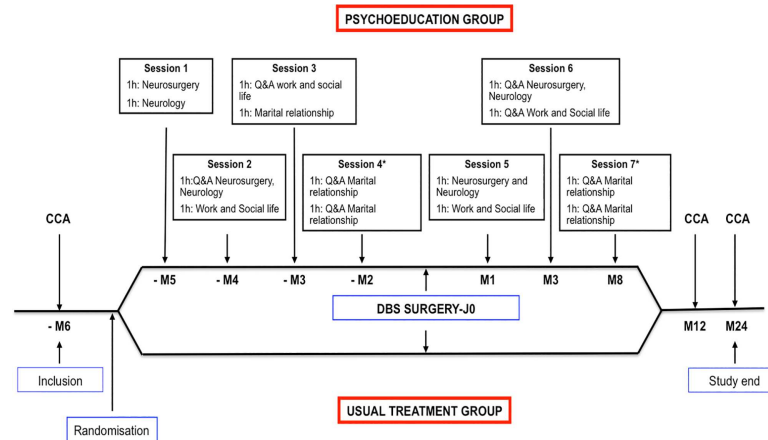 PSYCHOEDUCATION GROUP
Session 1
1h: Neurosurgery
1h: Neurology
Session 3
1h: Q&A work and social
life
1h: Marital relationship
Session 6
1h: Q&A Neurosurgery,
Neurology
1h: Q&A Work and Social life
Session 2
1h:Q&A Neurosurgery,
Neurology
1h: Work and Social life
Session 4*
1h: Q&A Marital
relationship
1h: Q&A Marital
relationship
Session 5
1h: Neurosurgery and
Neurology
1h: Work and Social life
Session 7*
1h: Q&A Marital
relationship
1h: Q&A Marital
relationship
CCA
CCA
CCA
- M5
- M4
- M3
- M2
M1
M3
M8
DBS SURGERY-J0
- M6
M12
M24
Inclusion
Study end
Randomisation
USUAL TREATMENT GROUP